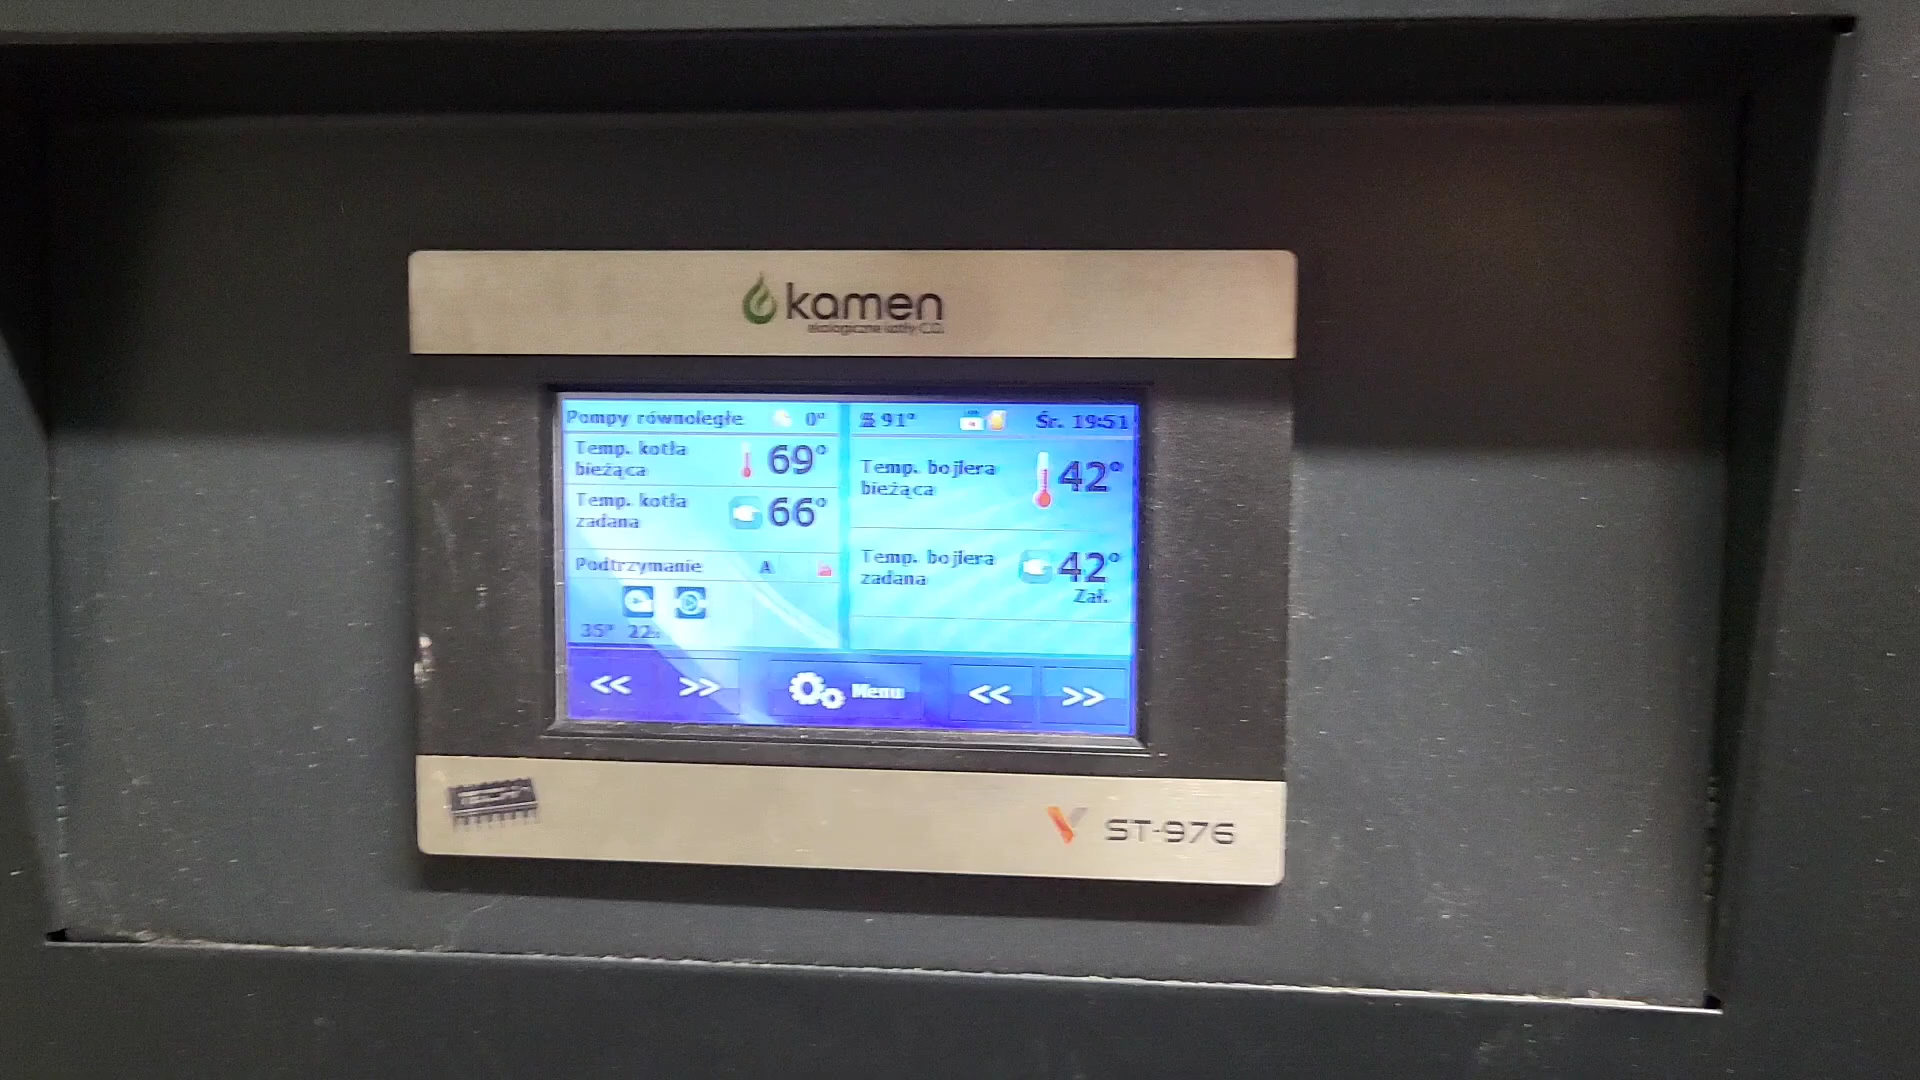 kamen
ekologiczne kotły C.O.
Pompy równoległe 0°
91° Śr. 19:51
Temp. kotła
bieżąca
69°
Temp. kotła
zadana
66°
Podtrzymanie A
35° 22s
Temp. bojlera
bieżąca
42°
Temp. bojlera
zadana
42°
Zał.
<< >> Menu << >>
TECH
ST-976